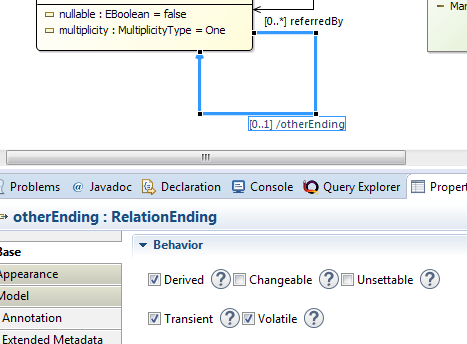 nullable : EBoolean = false
multiplicity : MultiplicityType = One
[0..*] referredBy
Mar
[0..1] /otherEnding
Problems @ Javadoc Declaration Console Query Explorer Propert
otherEnding : RelationEnding
Base
Behavior
Appearance
Derived ? Changeable ? Unsettable ?
Model
Annotation
Transient ? Volatile ?
Extended Metadata